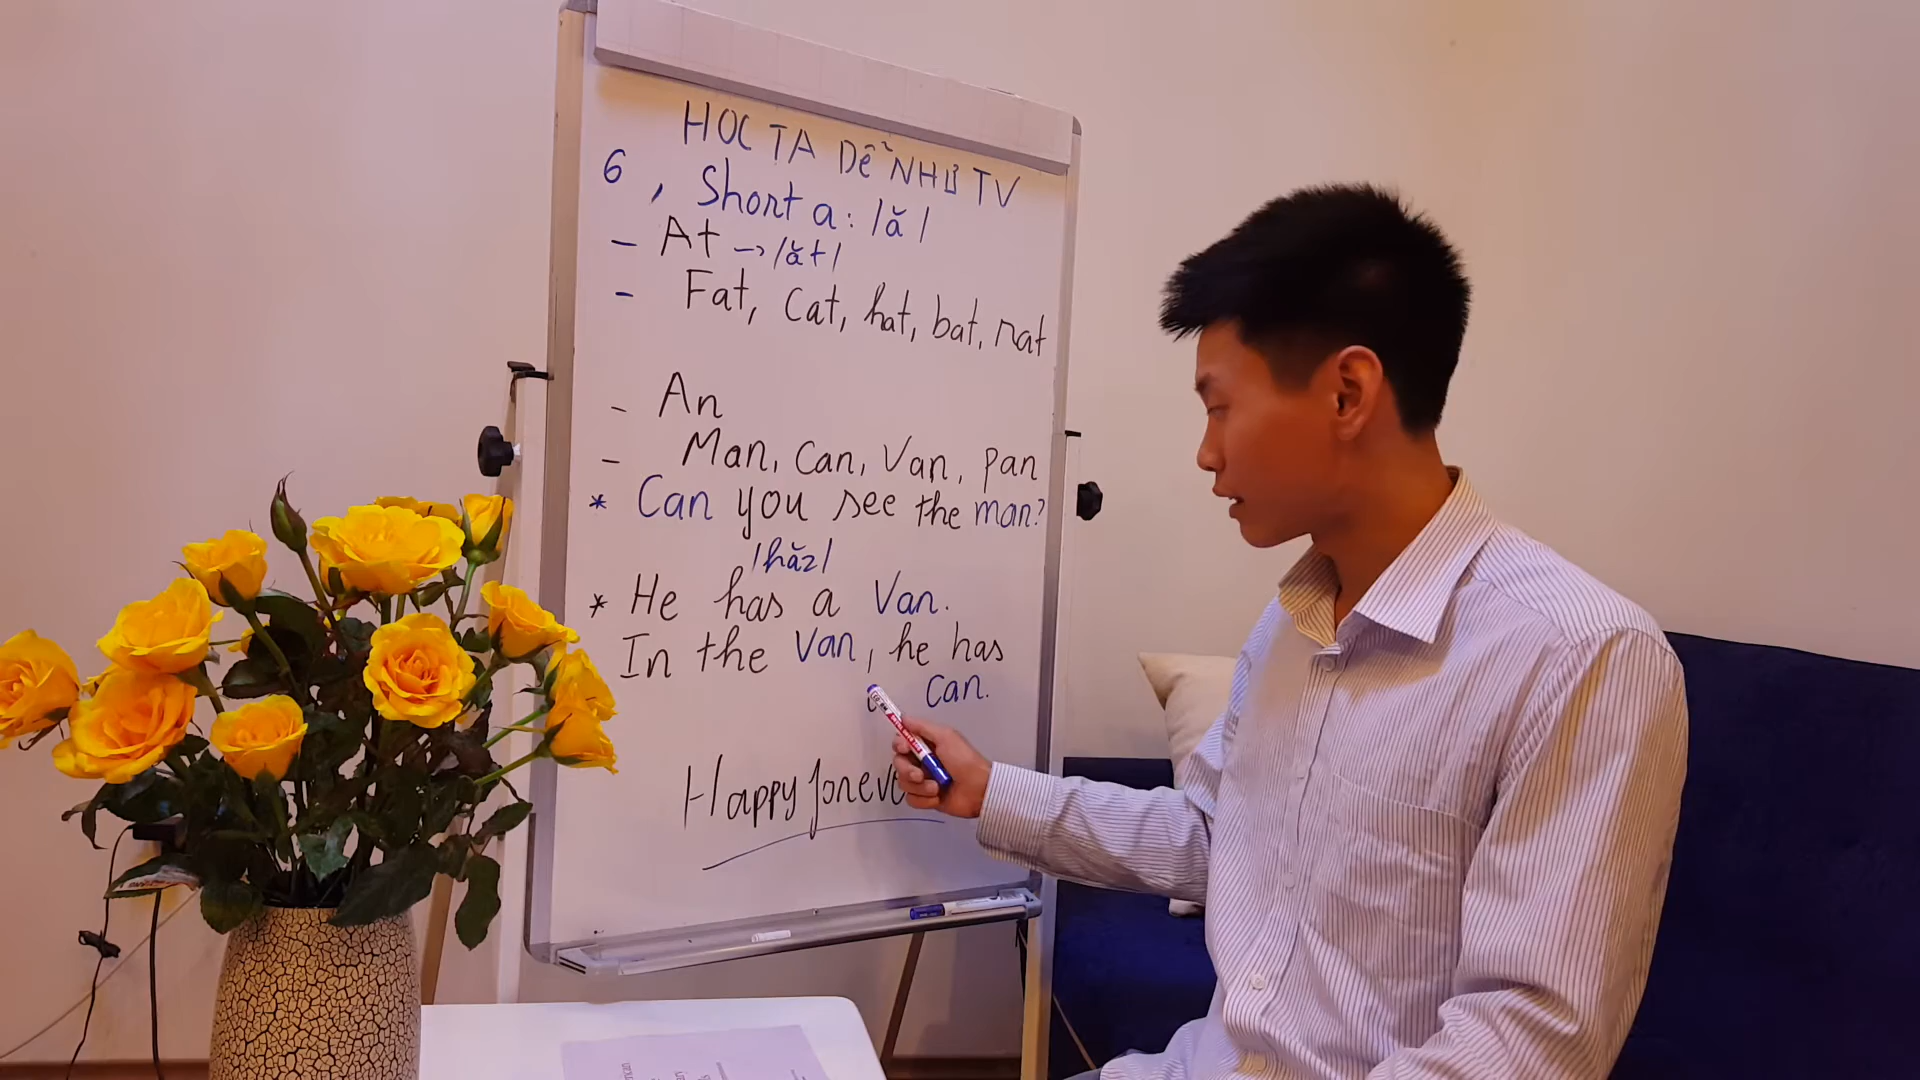 HOC TA DỄ NHƯ TV
6, Short a: /ă/
- At → /ăt/
- Fat, cat, hat, bat, rat
- An
- Man, Can, Van, pan
* Can you see the man?
/hăz/
* He has a Van.
In the Van, he has
can.
Happy